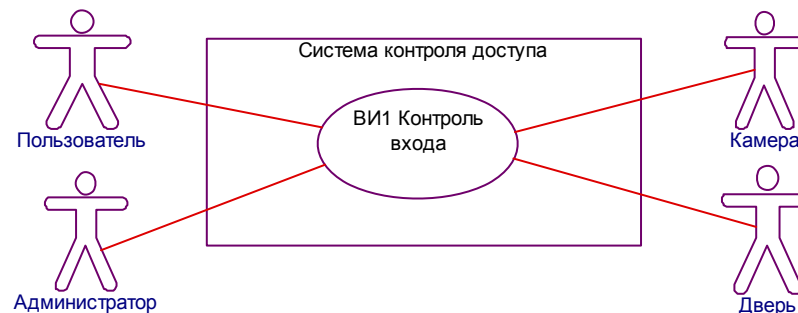 Система контроля доступа
ВИ1 Контроль
входа
Пользователь
Камера
Администратор
Дверь